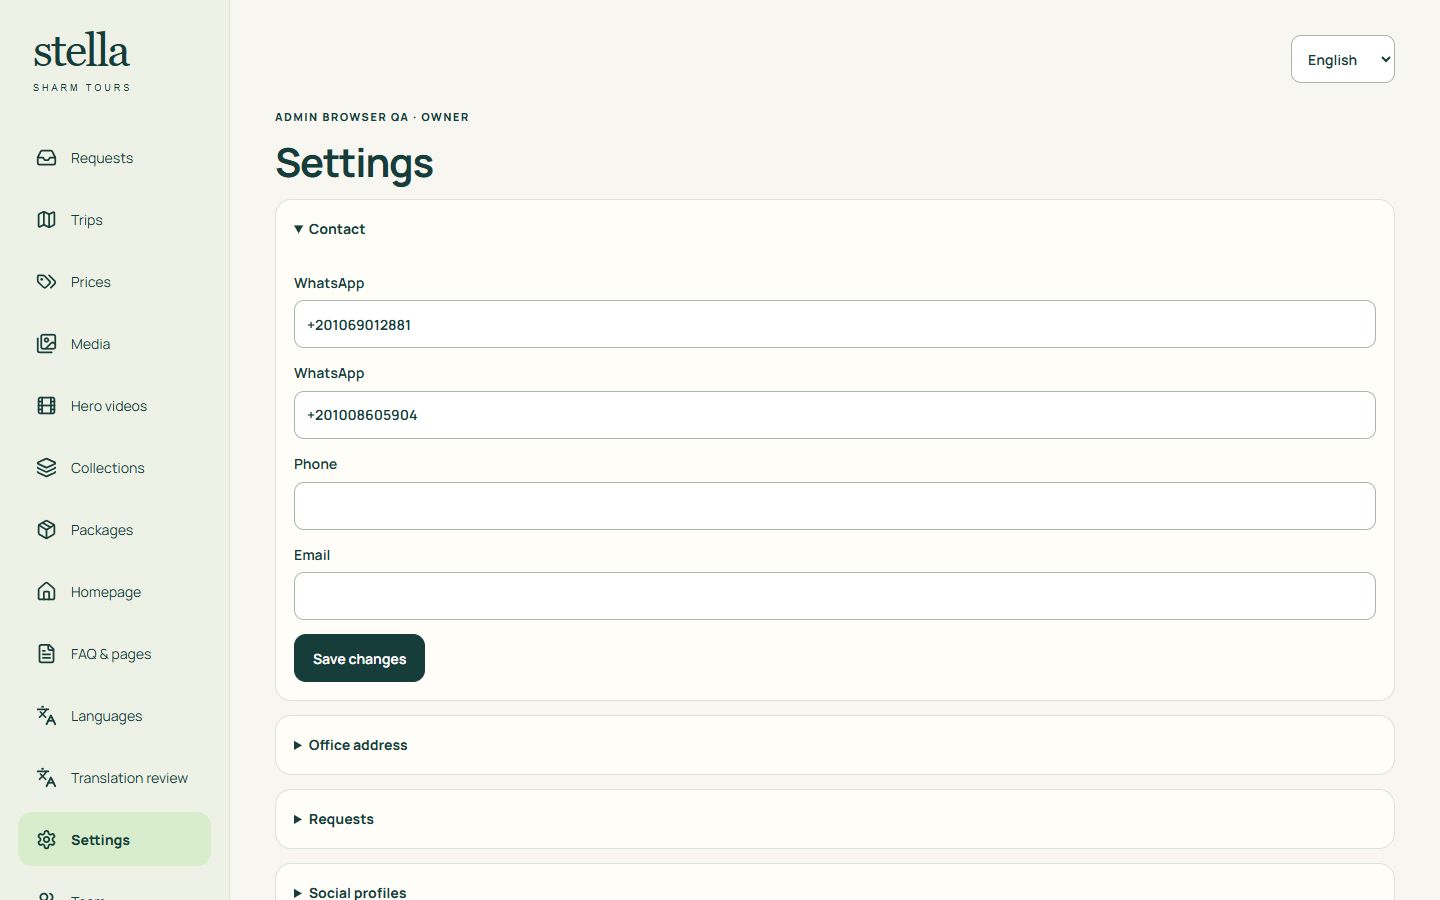 stella
SHARM TOURS
Requests
Trips
Prices
Media
Hero videos
Collections
Packages
Homepage
FAQ & pages
Languages
Translation review
Settings
Team
English
ADMIN BROWSER QA · OWNER
Settings
Contact
WhatsApp
+201069012881
WhatsApp
+201008605904
Phone
Email
Save changes
Office address
Requests
Social profiles